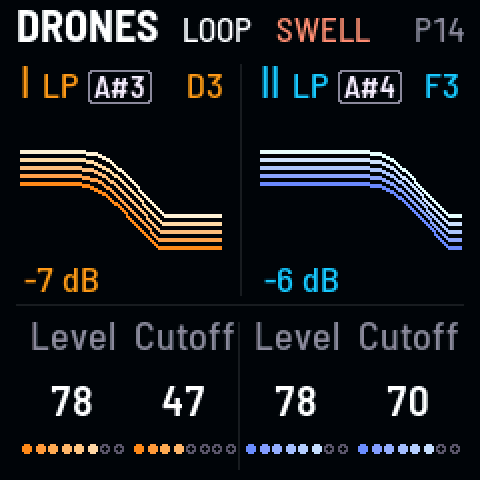 DRONES LOOP SWELL P14
I LP A#3 D3 II LP A#4 F3
-7 dB -6 dB
Level Cutoff Level Cutoff
78 47 78 70